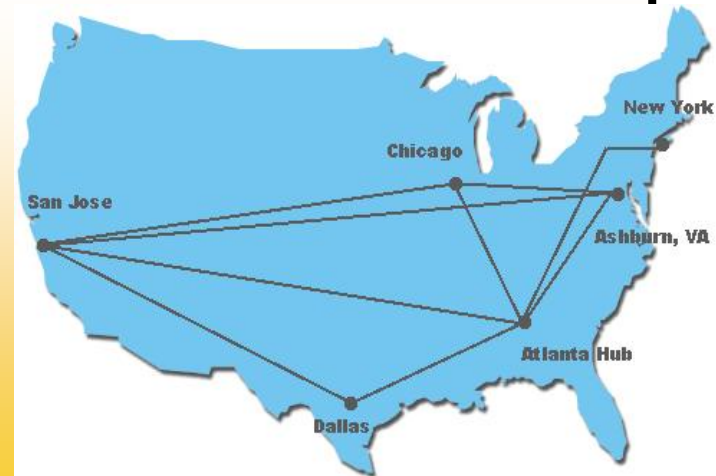 New York
Chicago
San Jose
Ashburn, VA
Atlanta Hub
Dallas